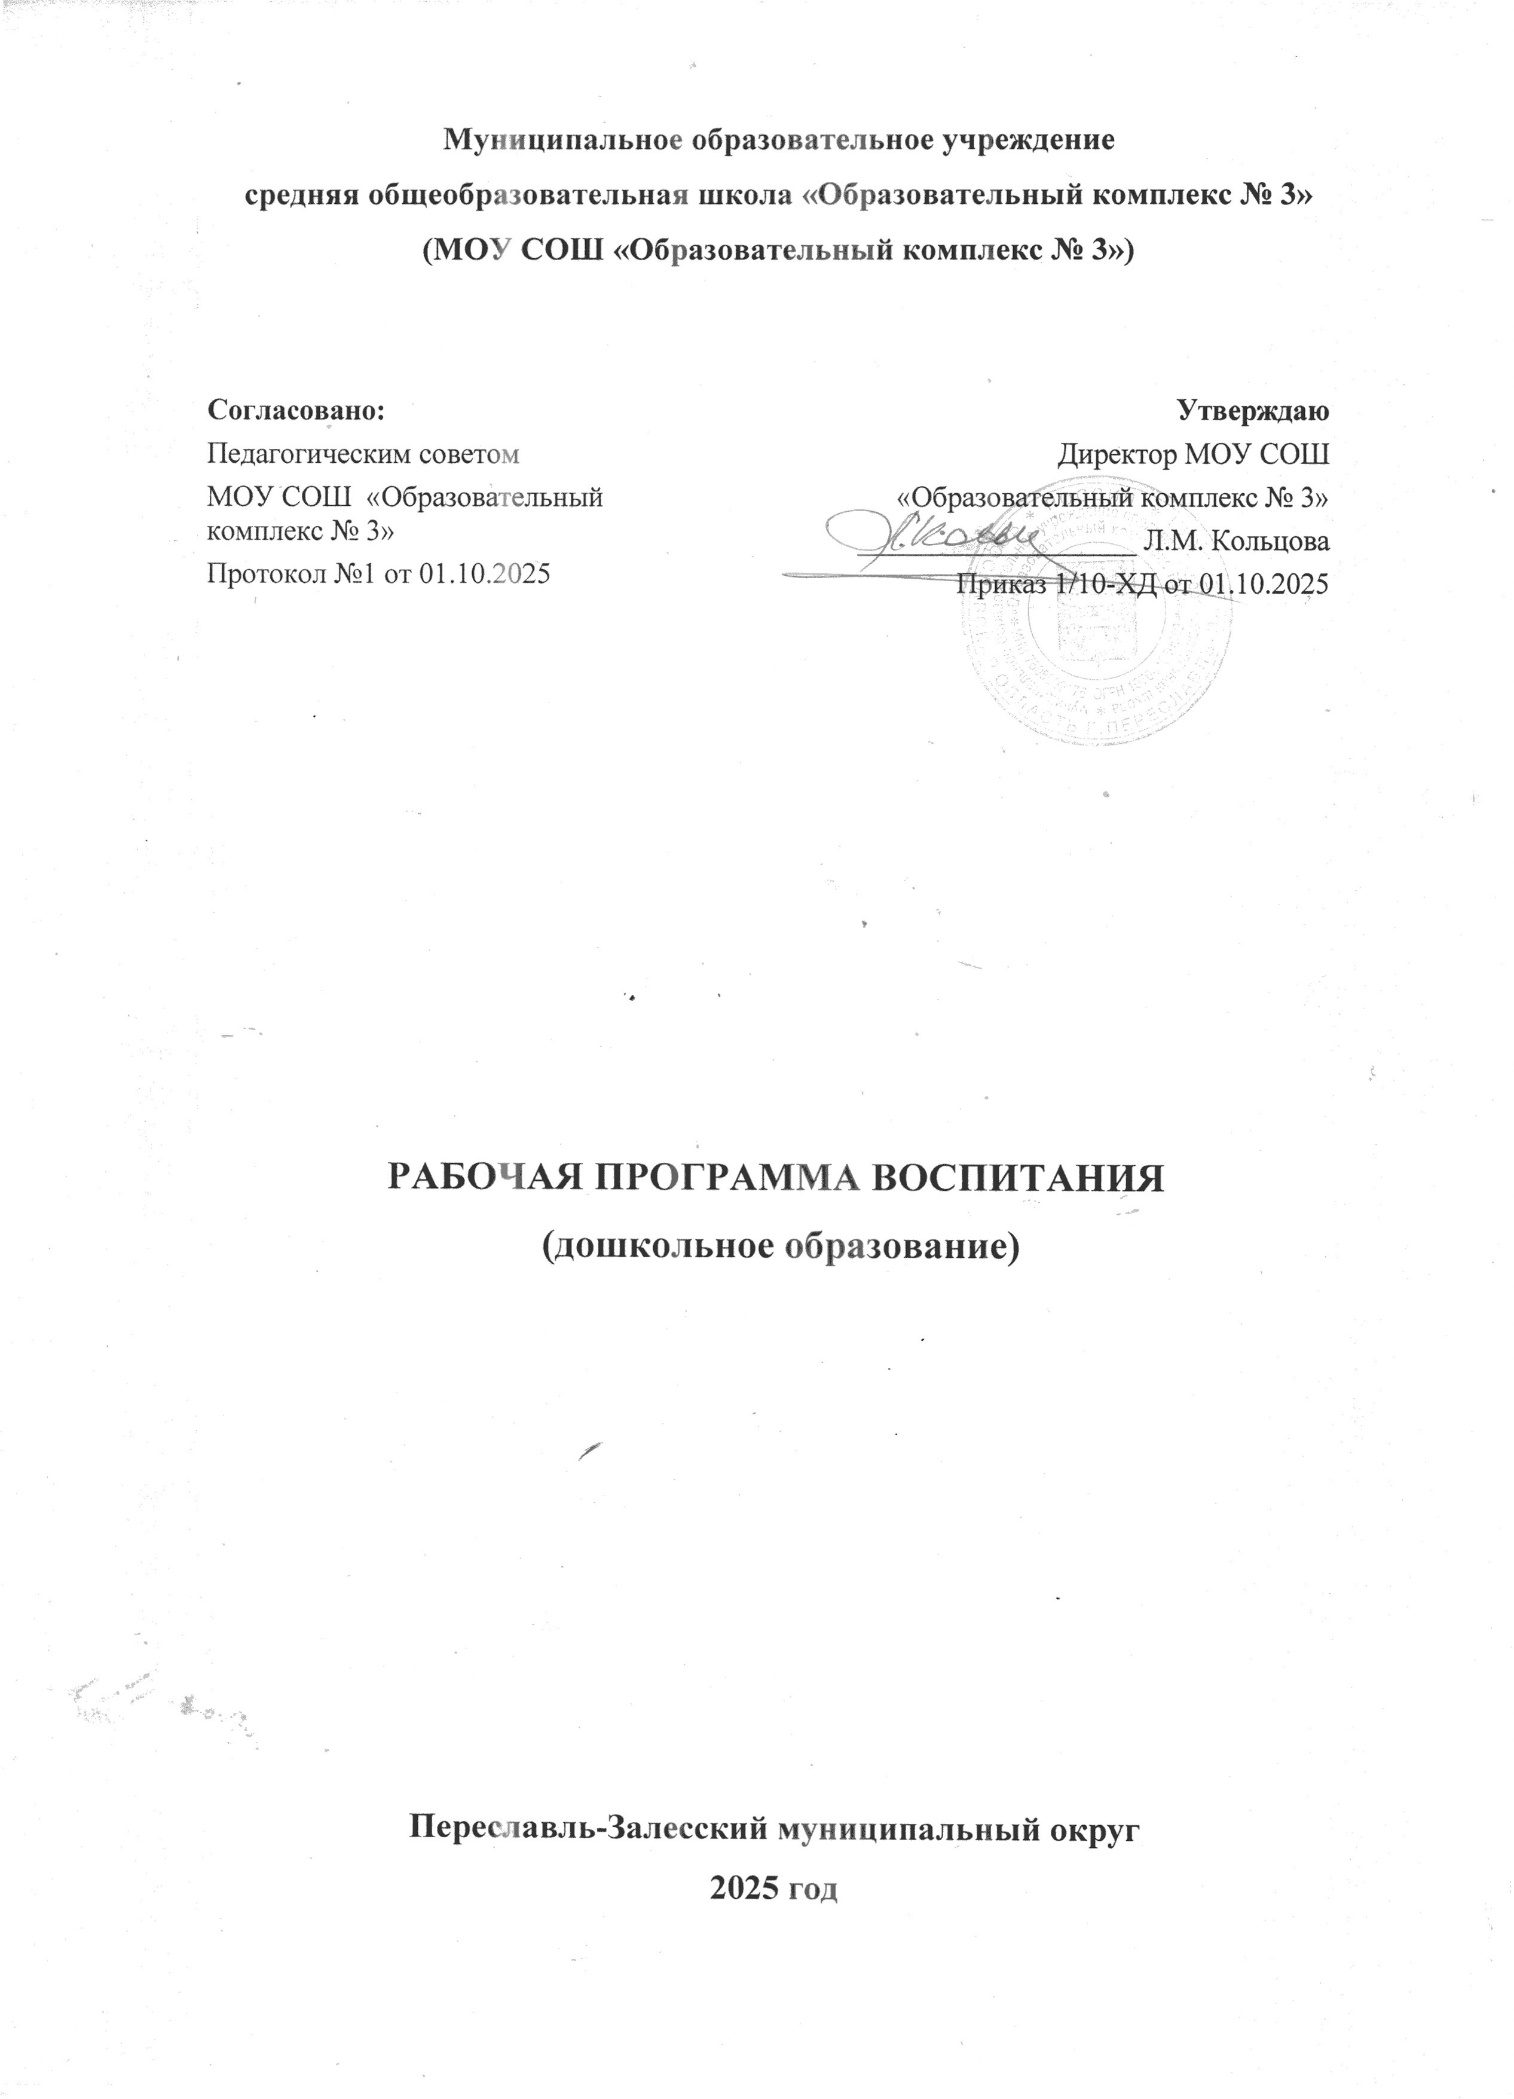 Муниципальное образовательное учреждение
средняя общеобразовательная школа «Образовательный комплекс № 3»
(МОУ СОШ «Образовательный комплекс № 3»)
Согласовано:
Педагогическим советом
МОУ СОШ «Образовательный
комплекс № 3»
Протокол №1 от 01.10.2025
Утверждаю
Директор МОУ СОШ
«Образовательный комплекс № 3»
Л.М. Кольцова
Приказ 1/10-ХД от 01.10.2025
ОБЛАСТЬ Г.ПЕРЕСЛАВЛЬ
РАБОЧАЯ ПРОГРАММА ВОСПИТАНИЯ
(дошкольное образование)
Переславль-Залесский муниципальный округ
2025 год